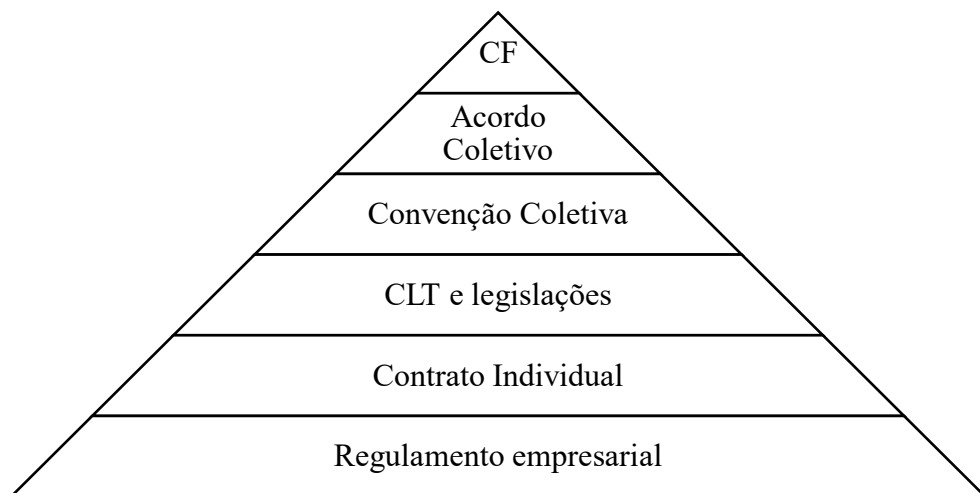 CF
Acordo
Coletivo
Convenção Coletiva
CLT e legislações
Contrato Individual
Regulamento empresarial